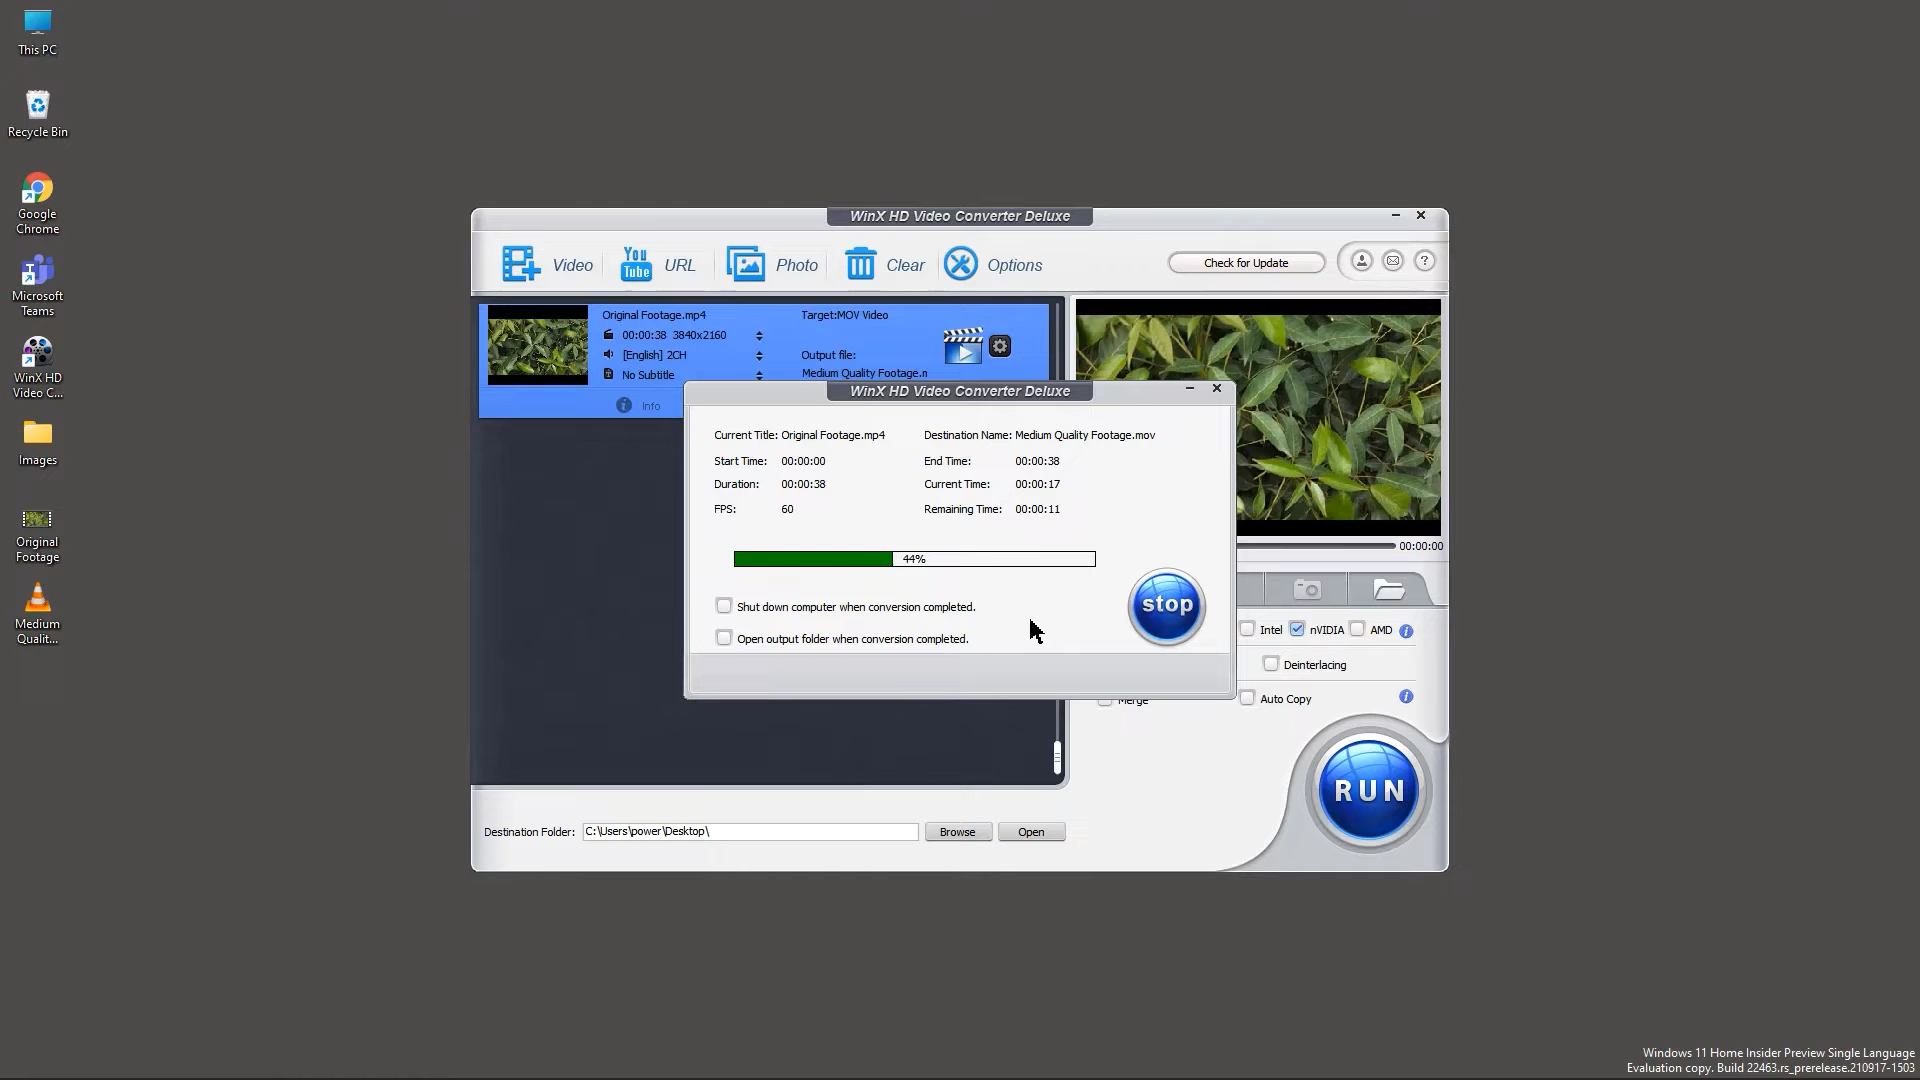 This PC
Recycle Bin
Google
Chrome
Microsoft
Teams
WinX HD
Video C...
Images
Original
Footage
Medium
Qualit...
WinX HD Video Converter Deluxe
Video
You
Tube
URL
Photo
Clear
Options
Check for Update
?
Original Footage.mp4
Target:MOV Video
00:00:38 3840x2160
[English] 2CH
Output file:
No Subtitle
Medium Quality Footage.n
i Info
WinX HD Video Converter Deluxe
Current Title: Original Footage.mp4
Destination Name: Medium Quality Footage.mov
Start Time: 00:00:00
End Time: 00:00:38
Duration: 00:00:38
Current Time: 00:00:17
FPS: 60
Remaining Time: 00:00:11
44%
Shut down computer when conversion completed.
stop
Open output folder when conversion completed.
00:00:00
Intel nVIDIA AMD i
Deinterlacing
Merge
Auto Copy i
RUN
Destination Folder: C:\Users\power\Desktop\
Browse
Open
Windows 11 Home Insider Preview Single Language
Evaluation copy. Build 22463.rs_prerelease.210917-1503